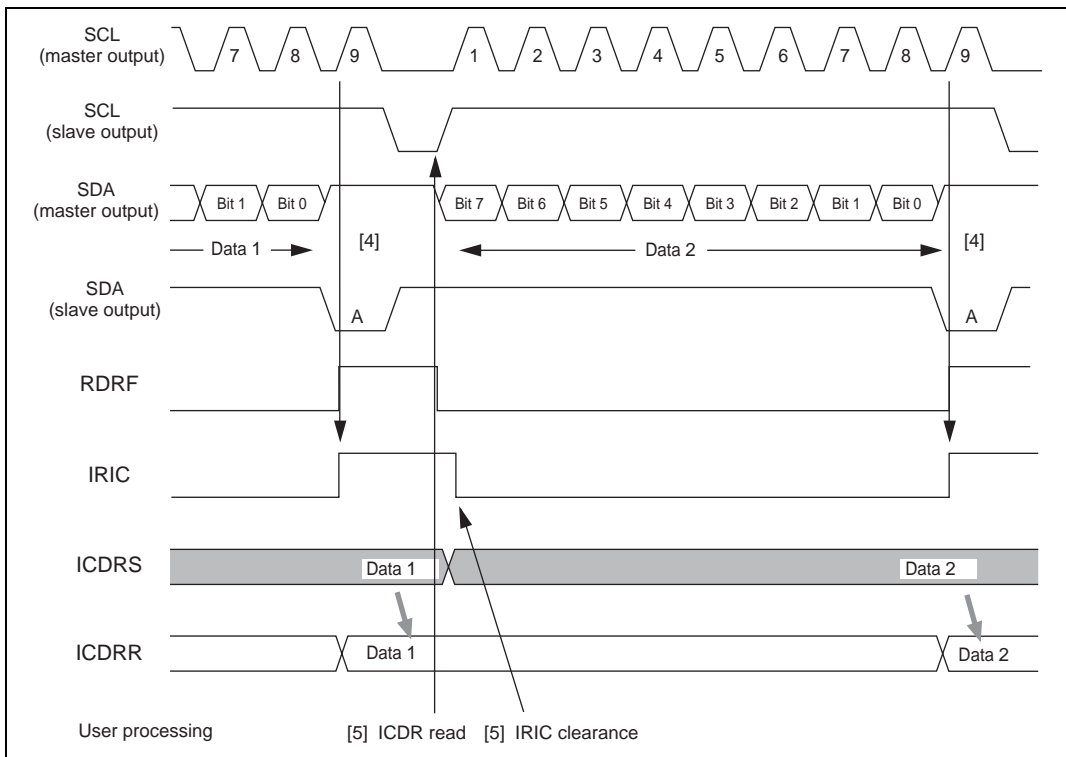 SCL
(master output)
7 8 9 1 2 3 4 5 6 7 8 9
SCL
(slave output)
SDA
(master output)
Bit 1 Bit 0 Bit 7 Bit 6 Bit 5 Bit 4 Bit 3 Bit 2 Bit 1 Bit 0
Data 1 [4] Data 2 [4]
SDA
(slave output)
A A
RDRF
IRIC
ICDRS
Data 1 Data 2
ICDRR
Data 1 Data 2
User processing [5] ICDR read [5] IRIC clearance